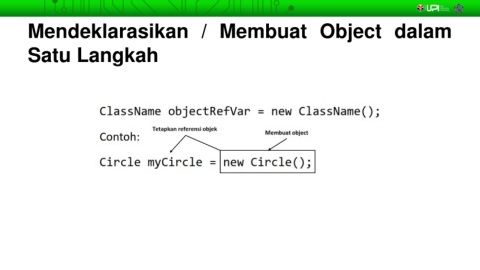 UPI
Mendeklarasikan / Membuat Object dalam
Satu Langkah
ClassName objectRefVar = new ClassName();
Contoh:
Tetapkan referensi objek
Membuat object
Circle myCircle = new Circle();